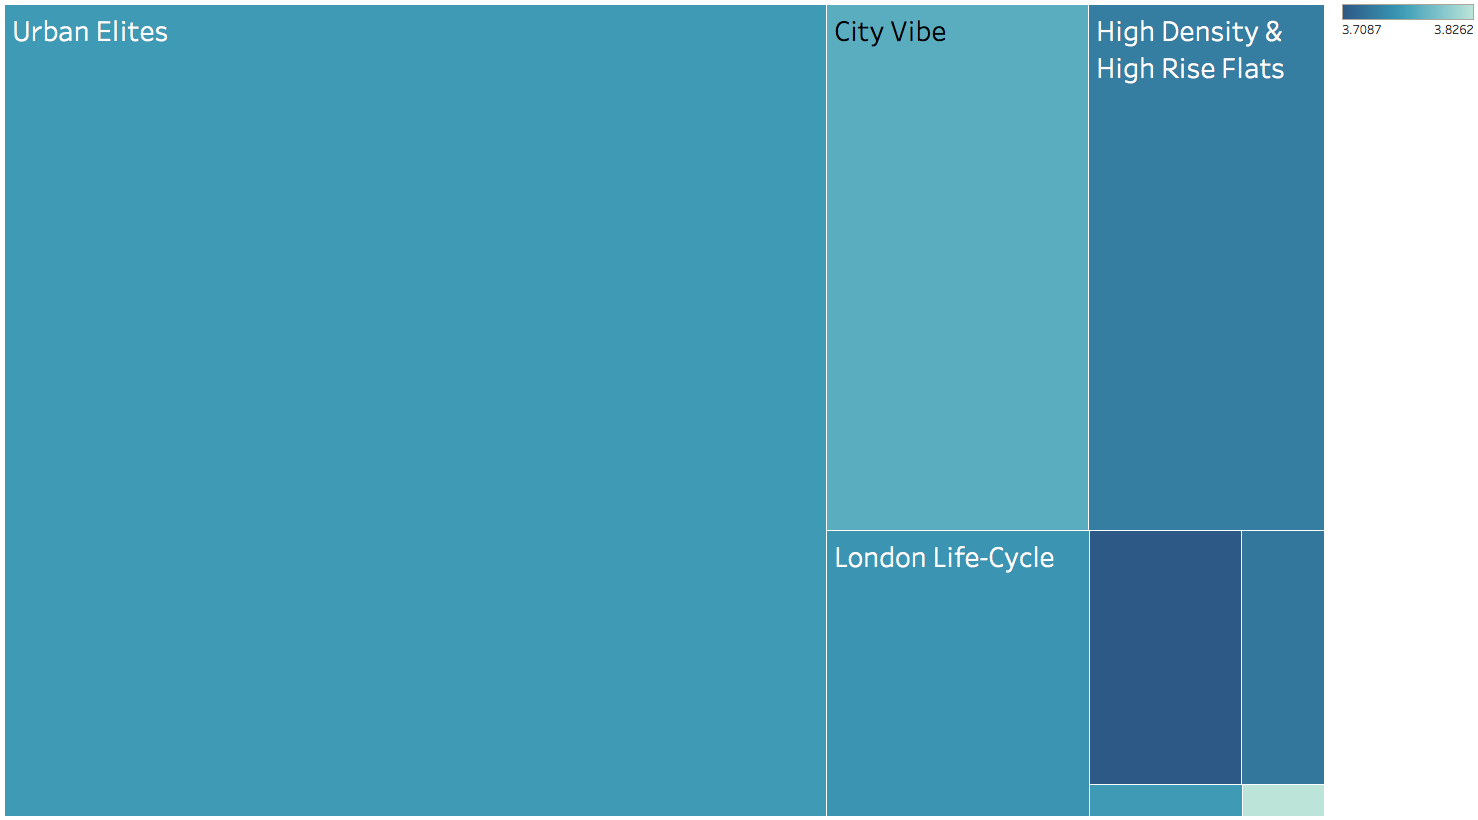 Urban Elites
City Vibe
High Density &
High Rise Flats
3.7087
3.8262
London Life-Cycle